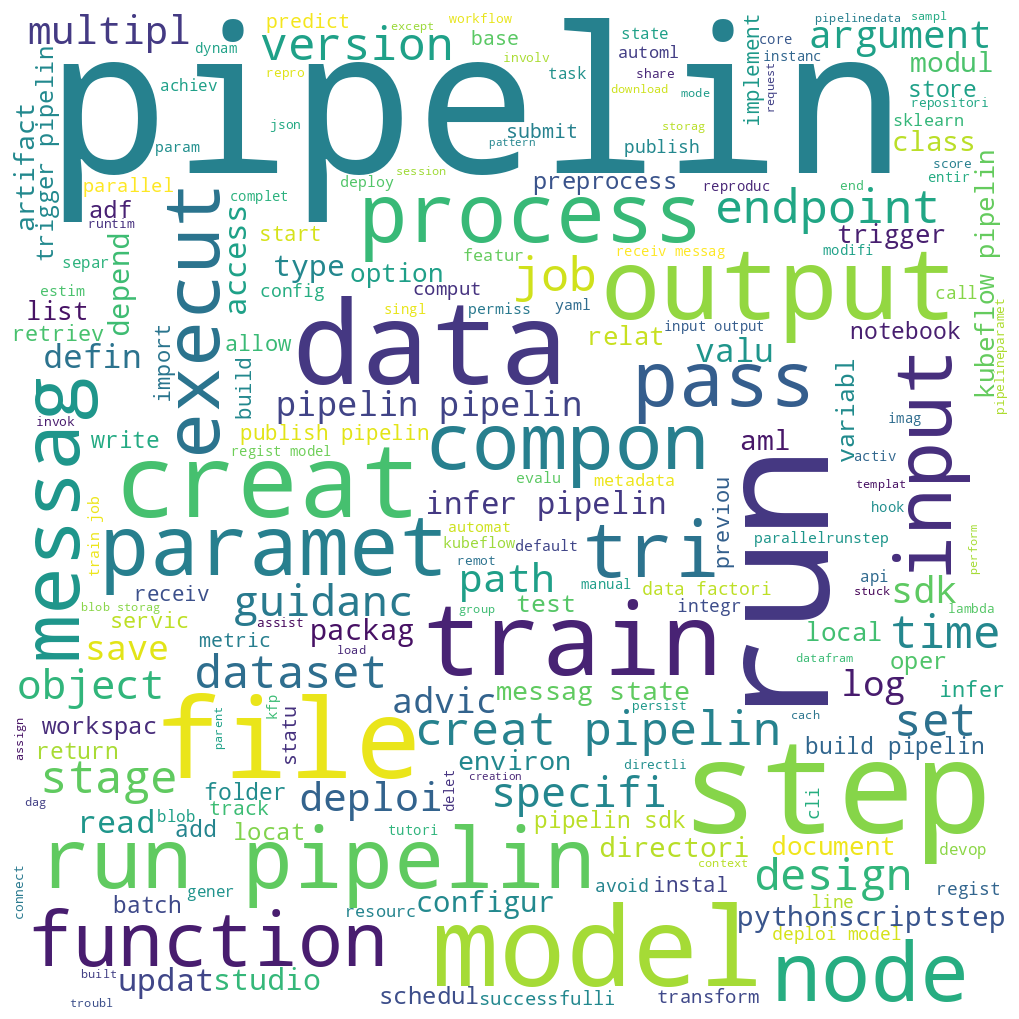 multipl
dynam
predict
workflow
except
version
base
involv
state
automl
task
share
download
mode
pipelinedata
sampl
core
instanc
request
implement
argument
modul
store
repositori
pipelin
achiev
repro
json
param
artifact
trigger pipelin
parallel
adf
runtim
separ
estim
list
retriev
depend
execut
complet
access
start
config
submit
pattern
session
deploy
publish
storag
preprocess
reproduc
process
featur
receiv messag
endpoint
end
sklearn
class
score
entir
trigger
modifi
kubeflow pipelin
pipelineparamet
type
option
comput
singl
permiss
yaml
job
output
call
relat
input output
notebook
defin
import
allow
build
data
valu
pass
variabl
imag
input
invok
write
messag
pipelin pipelin
publish pipelin
regist model
compon
aml
activ
templat
creat
evalu
metadata
infer pipelin
previou
run
hook
perform
train job
paramet
automat
kubeflow
default
remot
tri
parallelrunstep
api
stuck
receiv
blob storag
servic
guidanc
path
group
test
manual
data factori
integr
sdk
lambda
save
metric
assist
packag
load
train
local
time
datafram
oper
object
dataset
advic
messag state
persist
log
infer
workspac
assign
return
file
parent
kfp
statu
creat pipelin
environ
directli
cach
set
build pipelin
stage
dag
folder
track
deploi
delet
creation
specifi
step
cli
read
blob
add
locat
tutori
pipelin sdk
directori
context
document
devop
connect
run pipelin
gener
batch
resourc
configur
avoid
instal
design
line
regist
pythonscriptstep
function
deploi model
built
updat
studio
model
node
troubl
schedul
successfulli
transform